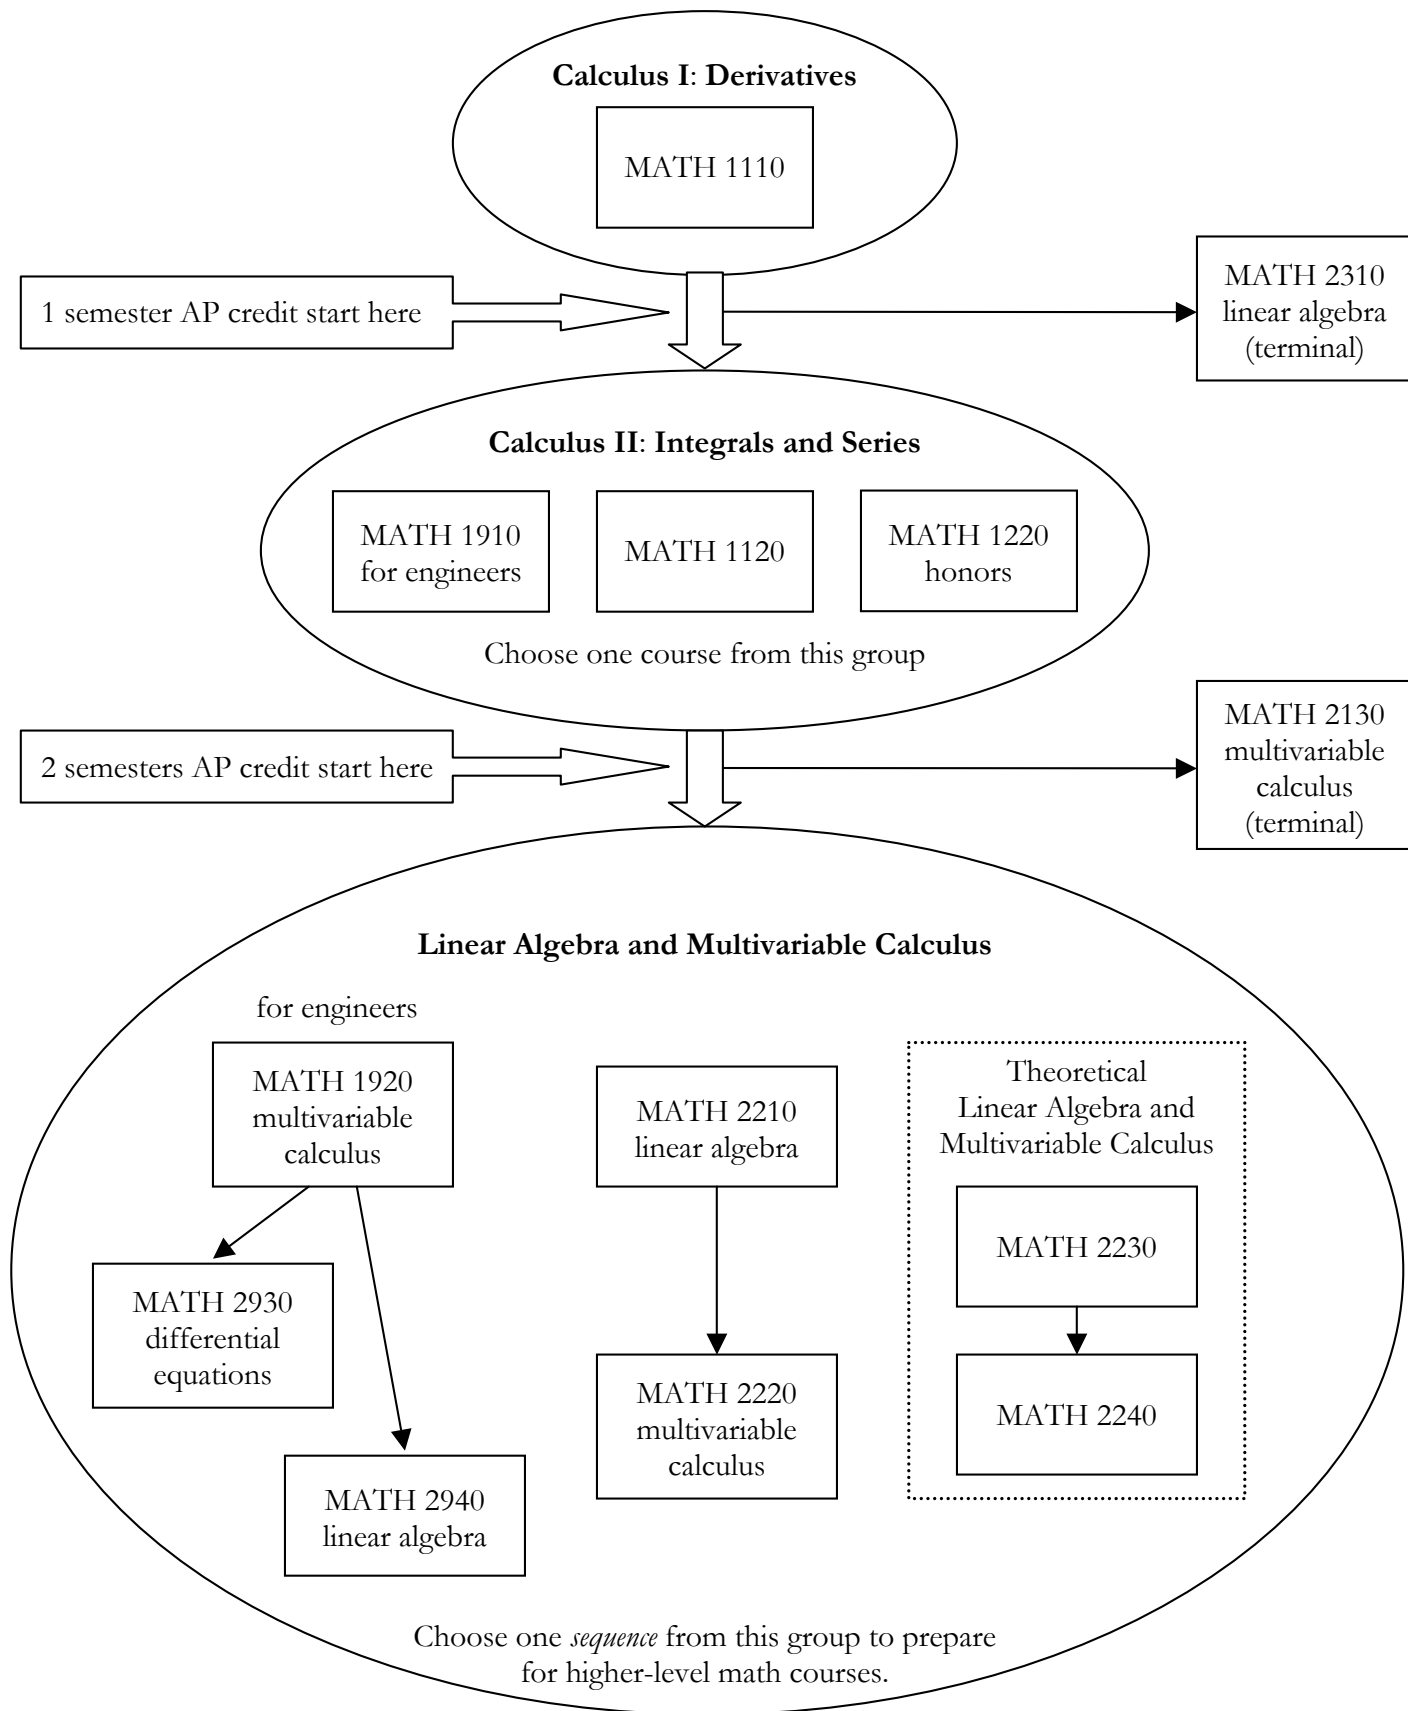 Calculus I: Derivatives
MATH 1110
1 semester AP credit start here
MATH 2310
linear algebra
(terminal)
Calculus II: Integrals and Series
MATH 1910
for engineers
MATH 1120
MATH 1220
honors
Choose one course from this group
2 semesters AP credit start here
MATH 2130
multivariable
calculus
(terminal)
Linear Algebra and Multivariable Calculus
for engineers
MATH 1920
multivariable
calculus
MATH 2930
differential
equations
MATH 2940
linear algebra
MATH 2210
linear algebra
MATH 2220
multivariable
calculus
Theoretical
Linear Algebra and
Multivariable Calculus
MATH 2230
MATH 2240
Choose one sequence from this group to prepare
for higher-level math courses.